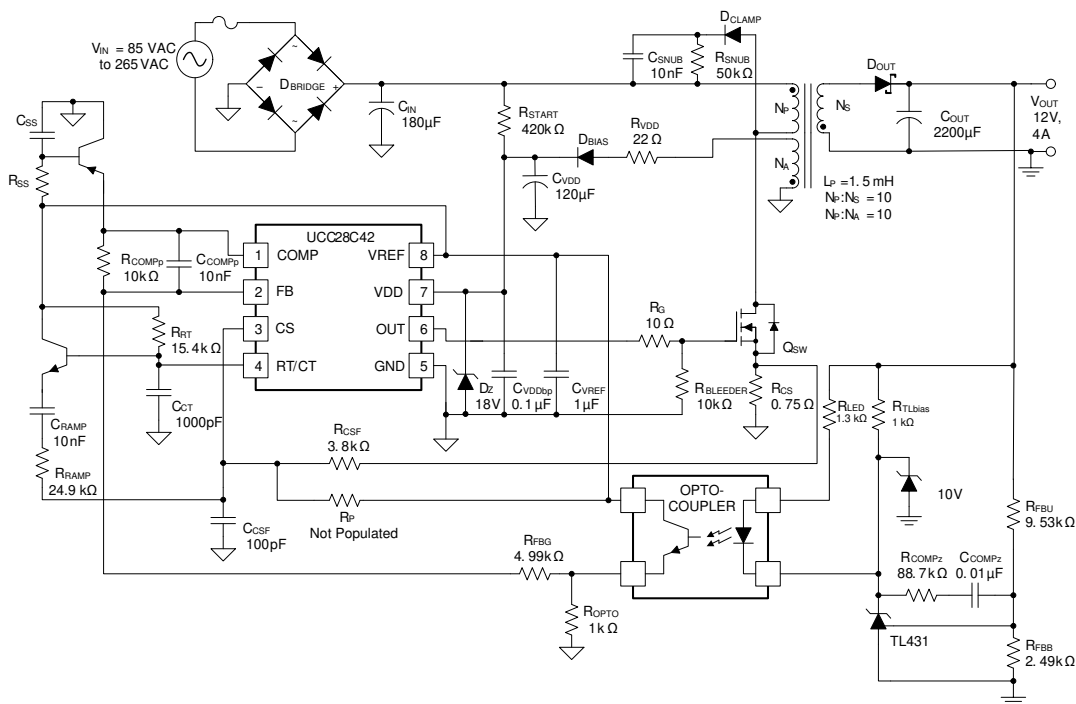 VIN = 85 VAC
to 265 VAC
~
~
−
+
DBRIDGE
CIN
180µF
CSNUB
10nF
DCLAMP
RSNUB
50kΩ
RSTART
420kΩ
CVDD
120µF
DBIAS
RVDD
22 Ω
NP
NA
NS
LP =1.5 mH
NP:NS = 10
NP:NA = 10
DOUT
COUT
2200µF
VOUT
12V,
4A
CSS
RSS
RCOMPp
10kΩ
CCOMPp
10nF
UCC28C42
1
COMP
2
FB
3
CS
4
RT/CT
VREF
8
VDD
7
OUT
6
GND
5
RRT
15.4kΩ
CCT
1000pF
CRAMP
10nF
RRAMP
24.9 kΩ
CCSF
100pF
RCSF
3.8kΩ
RP
Not Populated
DZ
18V
CVDDbp
0.1µF
CVREF
1µF
RG
10 Ω
RBLEEDER
10kΩ
QSW
RCS
0.75 Ω
RLED
1.3 kΩ
RTLbias
1 kΩ
10V
OPTO-
COUPLER
RFBG
4.99kΩ
ROPTO
1kΩ
RCOMPz
88.7kΩ
CCOMPz
0.01µF
TL431
RFBU
9.53kΩ
RFBB
2.49kΩ